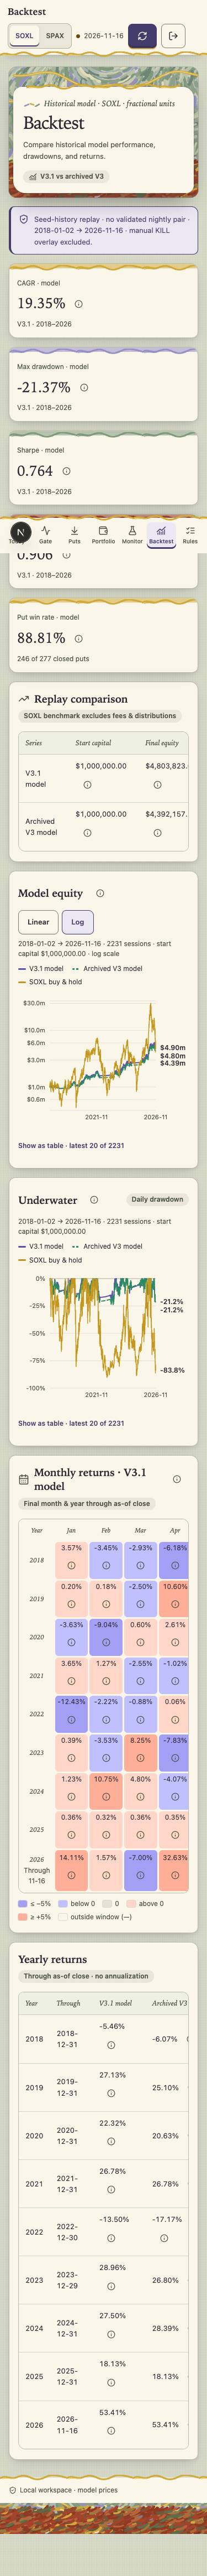 Backtest
SOXL SPAX 2026-11-16
Historical model · SOXL · fractional units
Backtest
Compare historical model performance,
drawdowns, and returns.
V3.1 vs archived V3
Seed-history replay · no validated nightly pair ·
2018-01-02 → 2026-11-16 · manual KILL
overlay excluded.
CAGR · model
19.35%
V3.1 · 2018–2026
Max drawdown · model
-21.37%
V3.1 · 2018–2026
Sharpe · model
0.764
V3.1 · 2018–2026
N
Gate Puts Portfolio Monitor Backtest Rules
0.906
V3.1 · 2018–2026
Put win rate · model
88.81%
246 of 277 closed puts
Replay comparison
SOXL benchmark excludes fees & distributions
Series Start capital Final equity
V3.1 model $1,000,000.00 $4,803,823.
Archived V3 model $1,000,000.00 $4,392,157.
Model equity
Linear Log
2018-01-02 → 2026-11-16 · 2231 sessions · start
capital $1,000,000.00 · log scale
V3.1 model Archived V3 model
SOXL buy & hold
$30.0m
$10.0m
$6.0m
$3.0m
$1.0m
$0.6m
$4.90m
$4.80m
$4.39m
2021-11 2026-11
Show as table · latest 20 of 2231
Underwater Daily drawdown
2018-01-02 → 2026-11-16 · 2231 sessions · start
capital $1,000,000.00
V3.1 model Archived V3 model
SOXL buy & hold
0%
-25%
-50%
-75%
-100%
-21.2%
-21.2%
-83.8%
2021-11 2026-11
Show as table · latest 20 of 2231
Monthly returns · V3.1
model
Final month & year through as-of close
Year Jan Feb Mar Apr
2018 3.57% -3.45% -2.93% -6.18%
2019 0.20% 0.18% -2.50% 10.60%
2020 -3.63% -9.04% 0.60% 2.61%
2021 3.65% 1.27% -2.55% -1.02%
2022 -12.43% -2.22% -0.88% 0.06%
2023 0.39% -3.53% 8.25% -7.83%
2024 1.23% 10.75% 4.80% -4.07%
2025 0.36% 0.32% 0.36% 0.35%
2026 Through 11-16 14.11% 1.57% -7.00% 32.63%
≤ −5% below 0 0 above 0
≥ +5% outside window (—)
Yearly returns
Through as-of close · no annualization
Year Through V3.1 model Archived V3
2018 2018-12-31 -5.46% -6.07%
2019 2019-12-31 27.13% 25.10%
2020 2020-12-31 22.32% 20.63%
2021 2021-12-31 26.78% 26.78%
2022 2022-12-30 -13.50% -17.17%
2023 2023-12-29 28.96% 26.80%
2024 2024-12-31 27.50% 28.39%
2025 2025-12-31 18.13% 18.13%
2026 2026-11-16 53.41% 53.41%
Local workspace · model prices